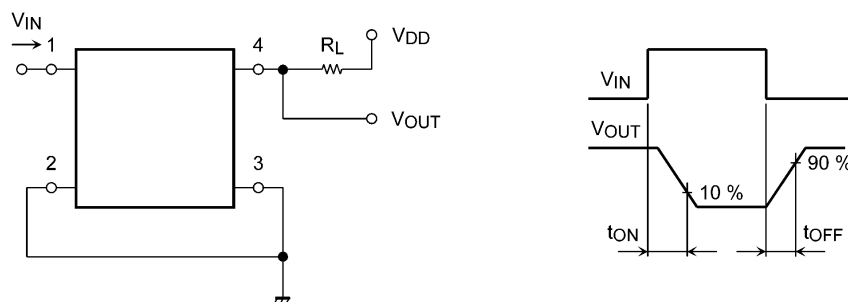 VIN
1
4
RL
VDD
VOUT
2
3
VIN
VOUT
10 %
90 %
tON
tOFF